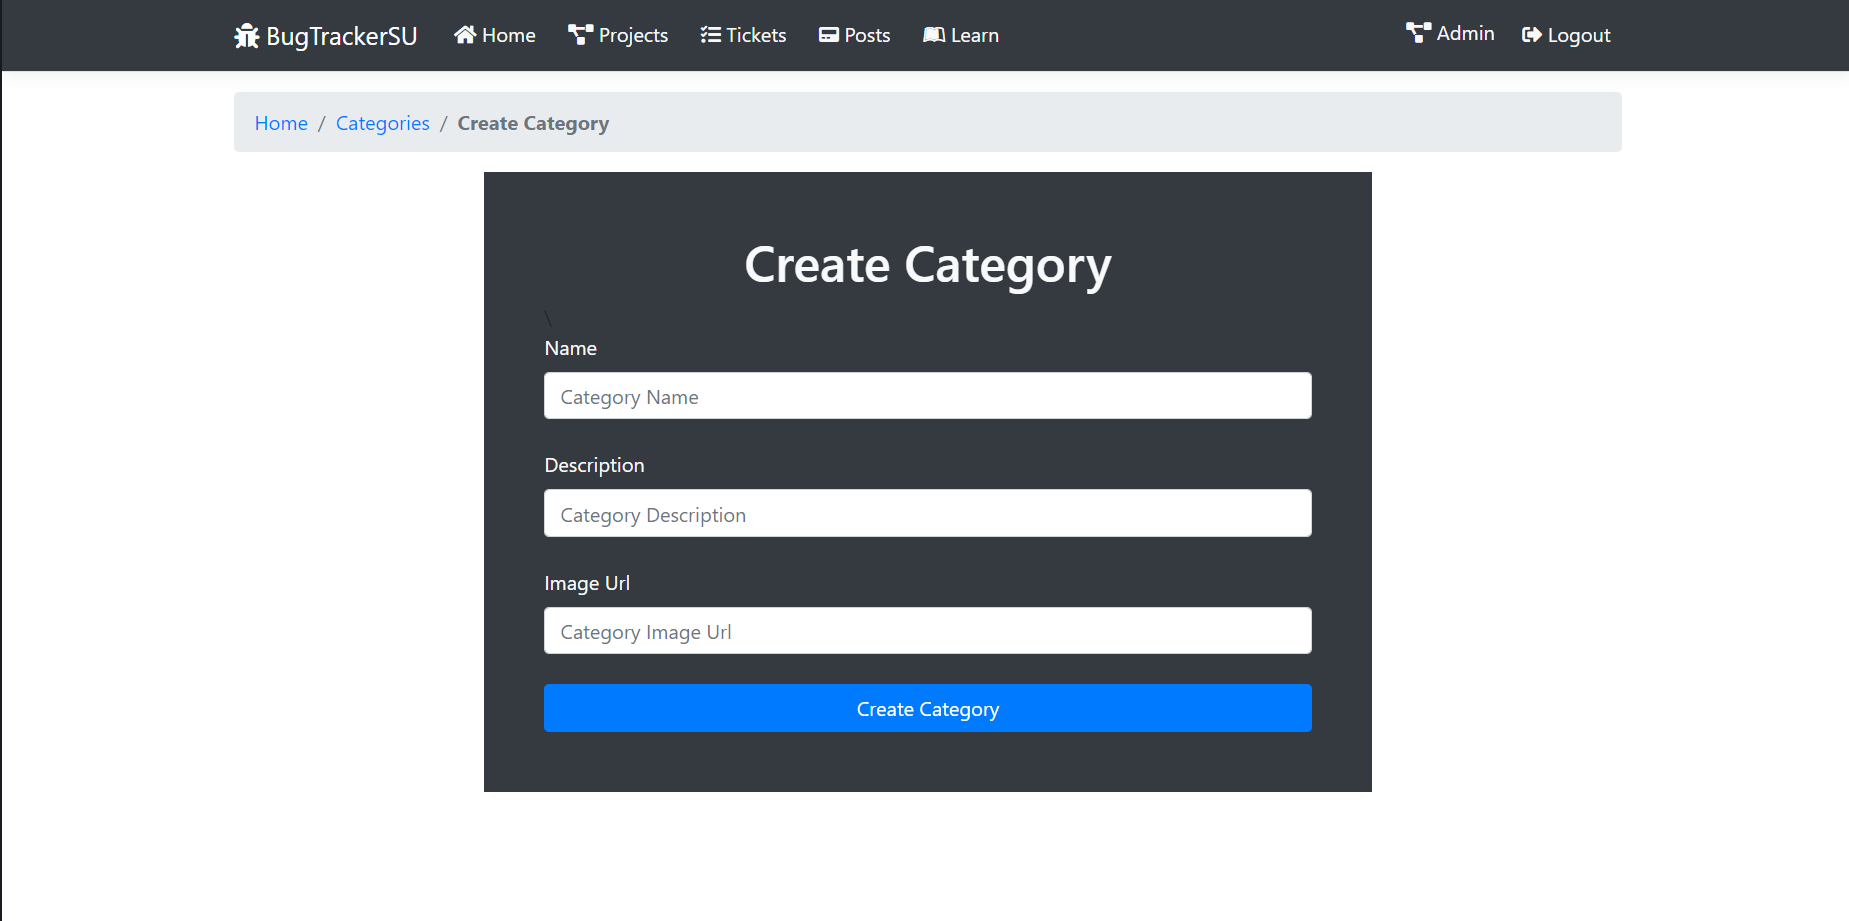 BugTrackerSU Home Projects Tickets Posts Learn Admin Logout
Home / Categories / Create Category
Create Category
\
Name
Category Name
Description
Category Description
Image Url
Category Image Url
Create Category